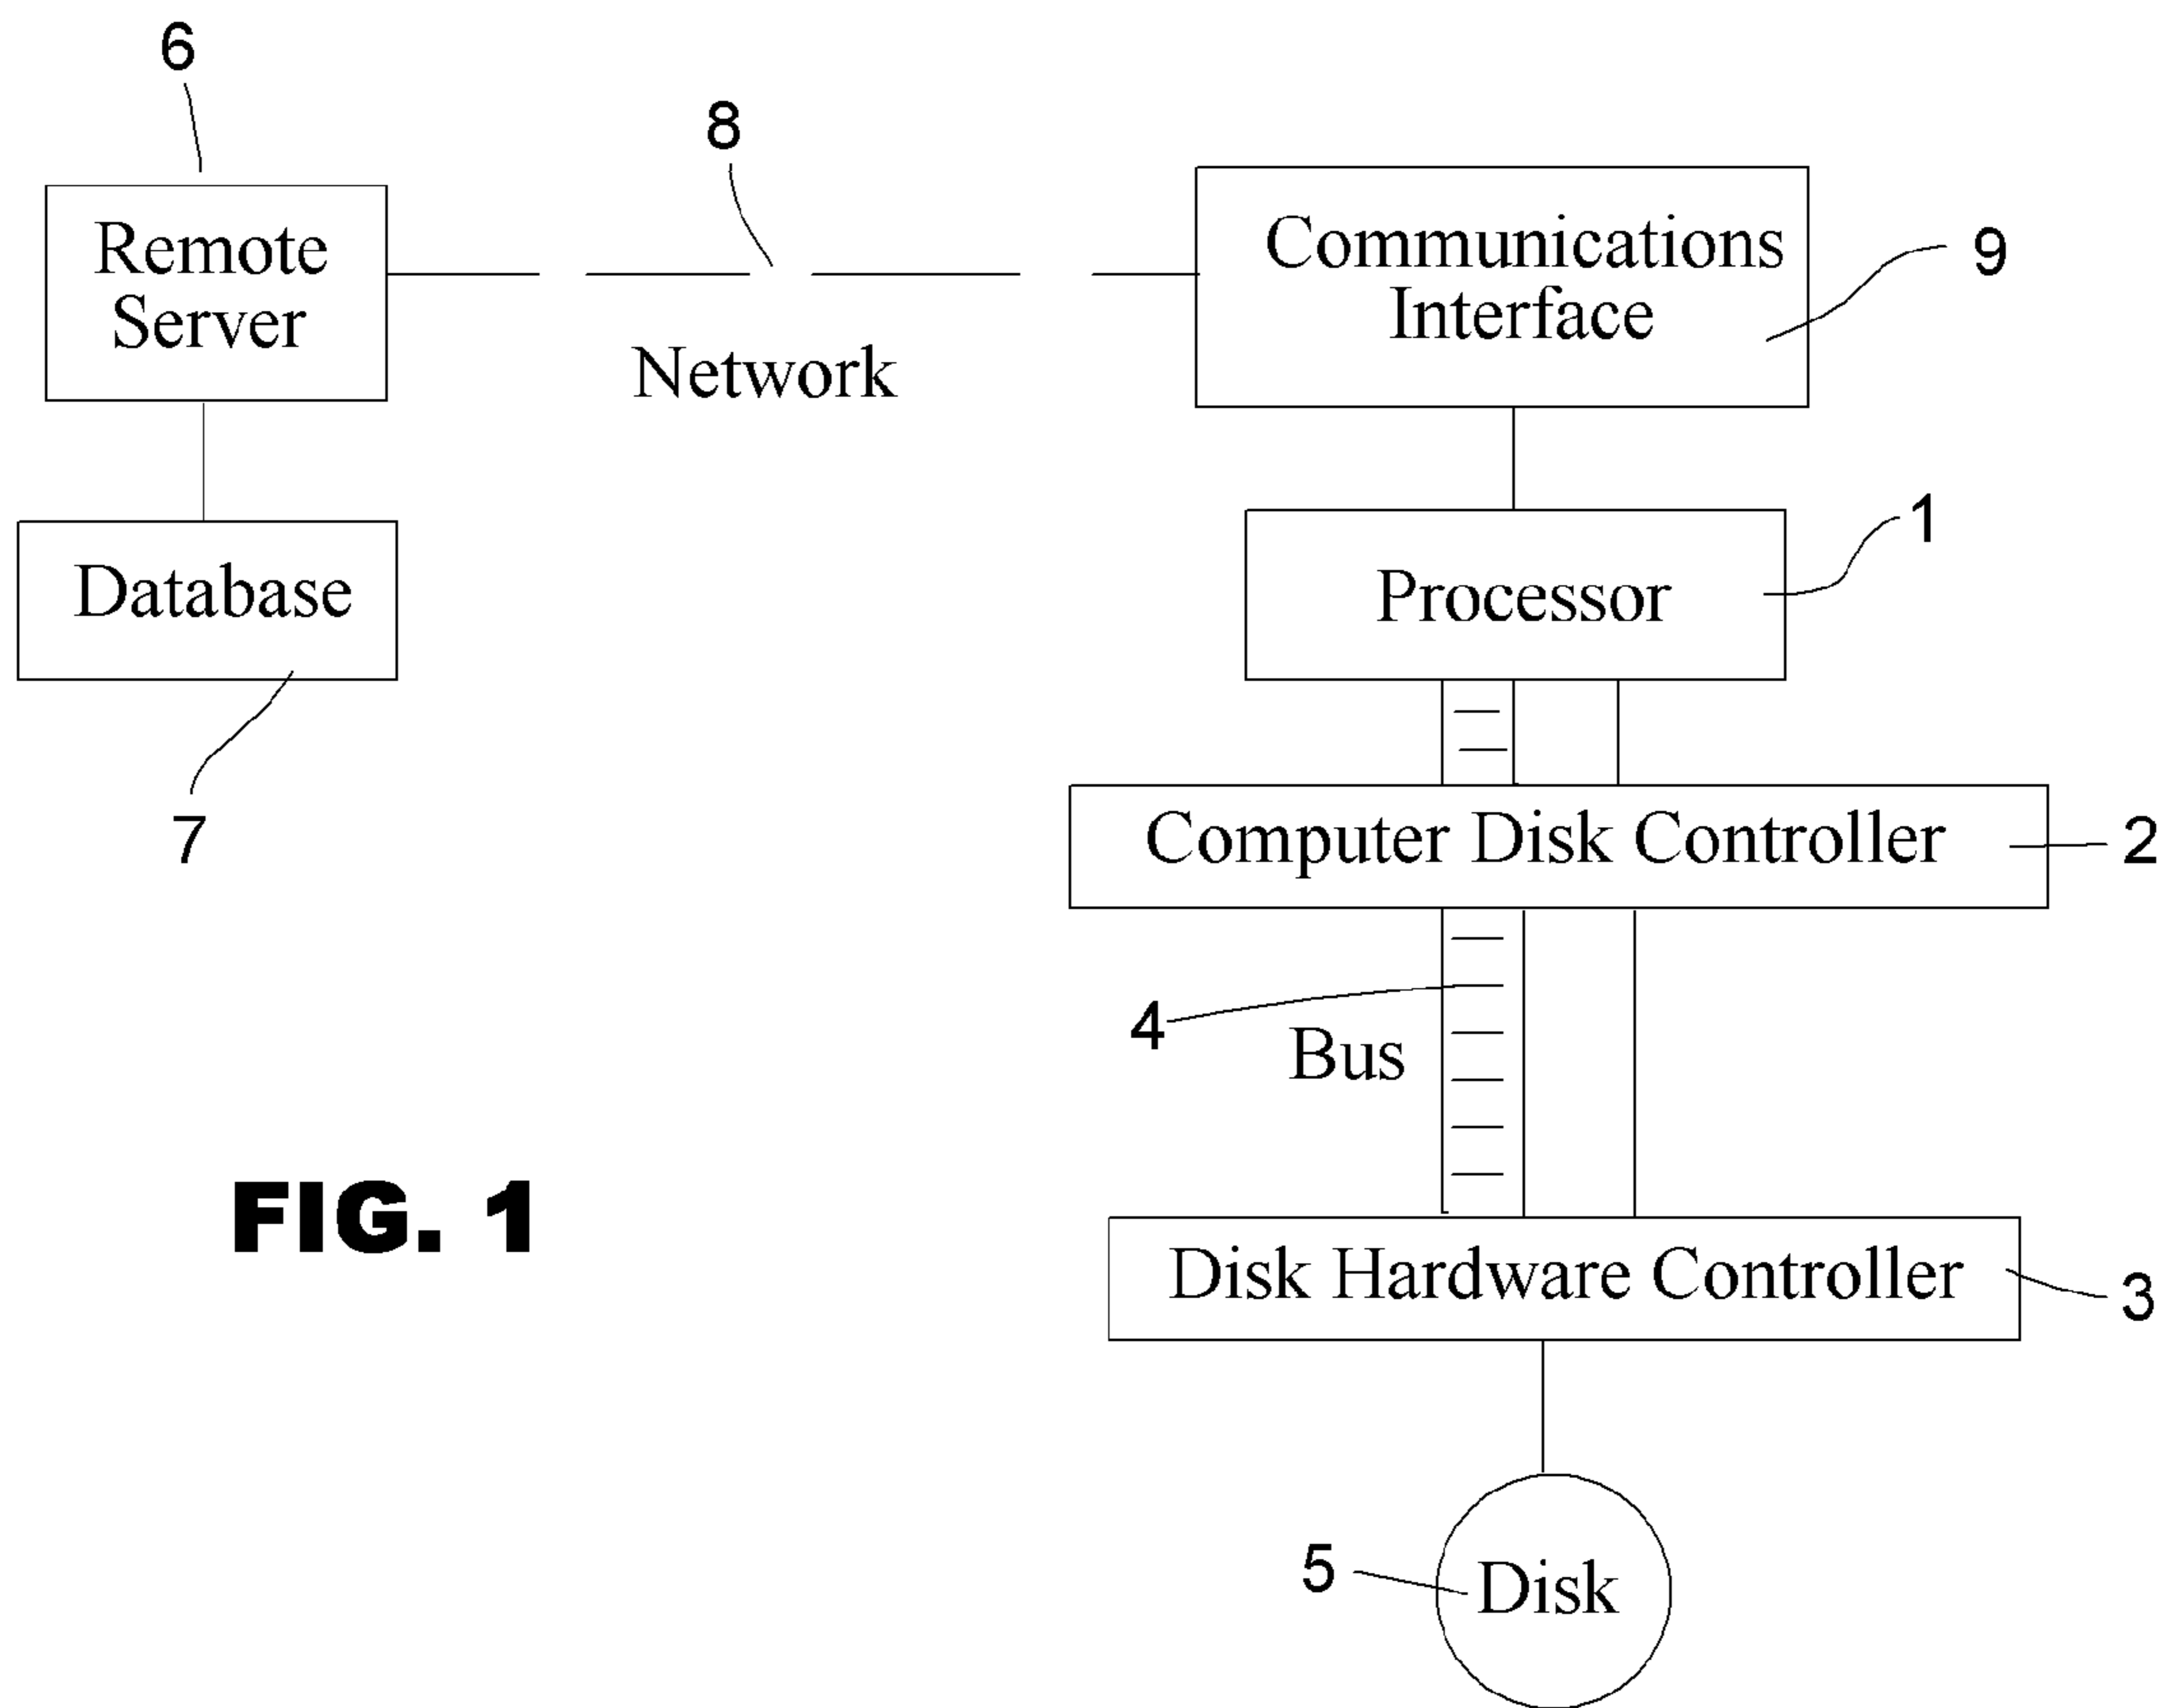 6
8
Remote
Server
Communications
Interface
9
Network
1
Processor
Database
7
Computer Disk Controller
2
4
Bus
FIG. 1
Disk Hardware Controller
3
5
Disk